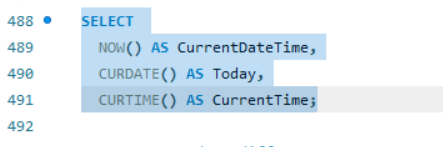 488 SELECT
489 NOW() AS CurrentDateTime,
490 CURDATE() AS Today,
491 CURTIME() AS CurrentTime;
492